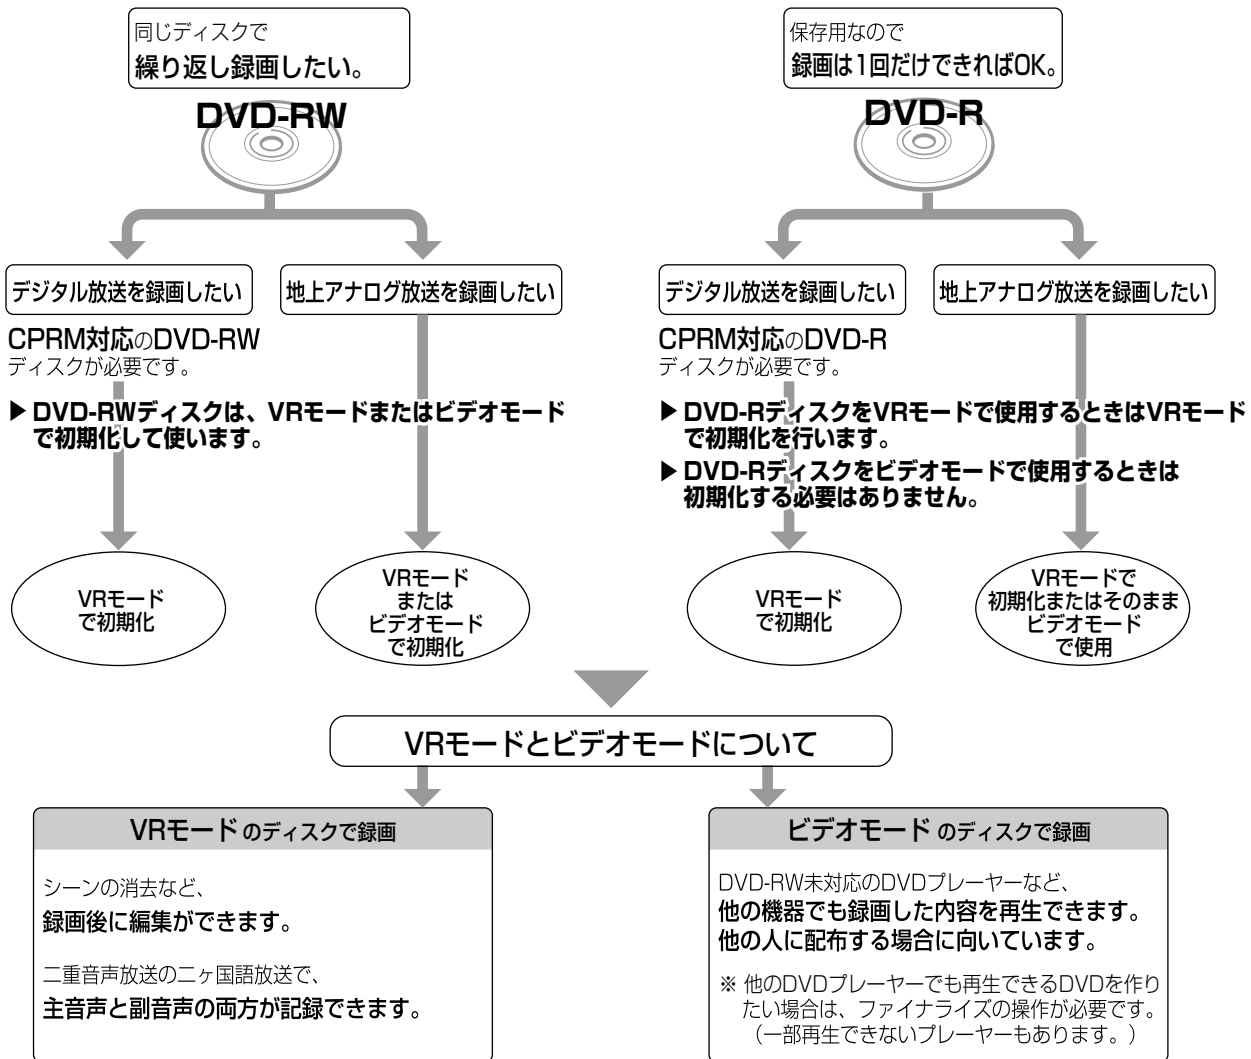 同じディスクで
繰り返し録画したい。
DVD-RW
保存用なので
録画は1回だけできればOK。
DVD-R
デジタル放送を録画したい
地上アナログ放送を録画したい
デジタル放送を録画したい
地上アナログ放送を録画したい
CPRM対応のDVD-RW
ディスクが必要です。
▶ DVD-RWディスクは、VRモードまたはビデオモード
で初期化して使います。
CPRM対応のDVD-R
ディスクが必要です。
▶ DVD-RディスクをVRモードで使用するときはVRモード
で初期化を行います。
▶ DVD-Rディスクをビデオモードで使用するときは
初期化する必要はありません。
VRモード
で初期化
VRモード
または
ビデオモード
で初期化
VRモード
で初期化
VRモードで
初期化またはそのまま
ビデオモード
で使用
VRモードとビデオモードについて
VRモード のディスクで録画
シーンの消去など、
録画後に編集ができます。
二重音声放送の二ヶ国語放送で、
主音声と副音声の両方が記録できます。
ビデオモード のディスクで録画
DVD-RW未対応のDVDプレーヤーなど、
他の機器でも録画した内容を再生できます。
他の人に配布する場合に向いています。
※ 他のDVDプレーヤーでも再生できるDVDを作り
たい場合は、ファイナライズの操作が必要です。
（一部再生できないプレーヤーもあります。）